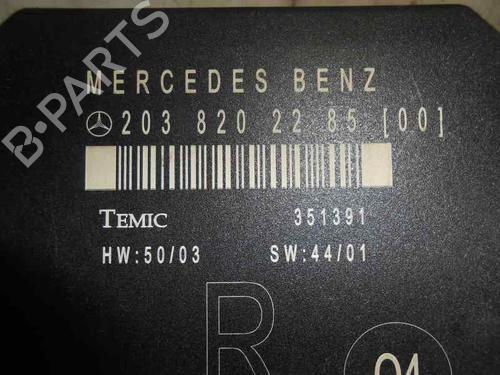 B-PARTS
MERCEDES BENZ
203 820 22 85 [00]
TEMIC 351391
HW:50/03 SW:44/01
R
04